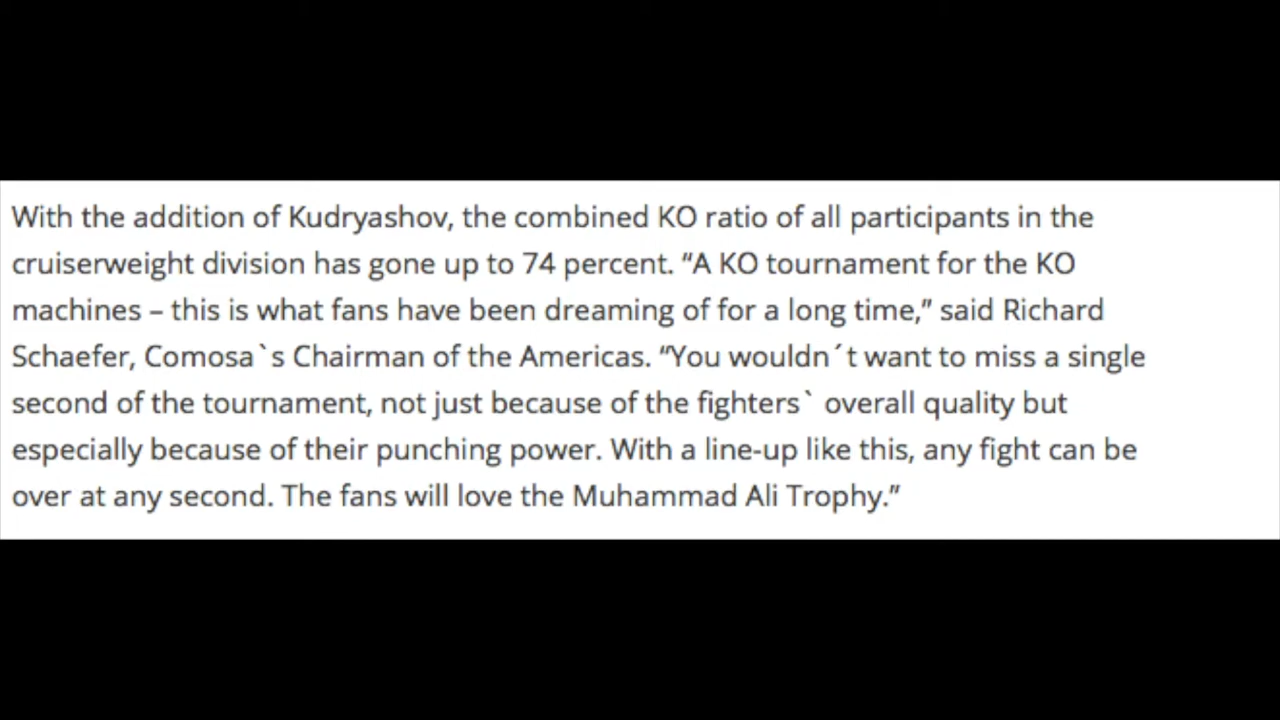 With the addition of Kudryashov, the combined KO ratio of all participants in the
cruiserweight division has gone up to 74 percent. “A KO tournament for the KO
machines – this is what fans have been dreaming of for a long time,” said Richard
Schaefer, Comosa`s Chairman of the Americas. “You wouldn´t want to miss a single
second of the tournament, not just because of the fighters` overall quality but
especially because of their punching power. With a line-up like this, any fight can be
over at any second. The fans will love the Muhammad Ali Trophy.”